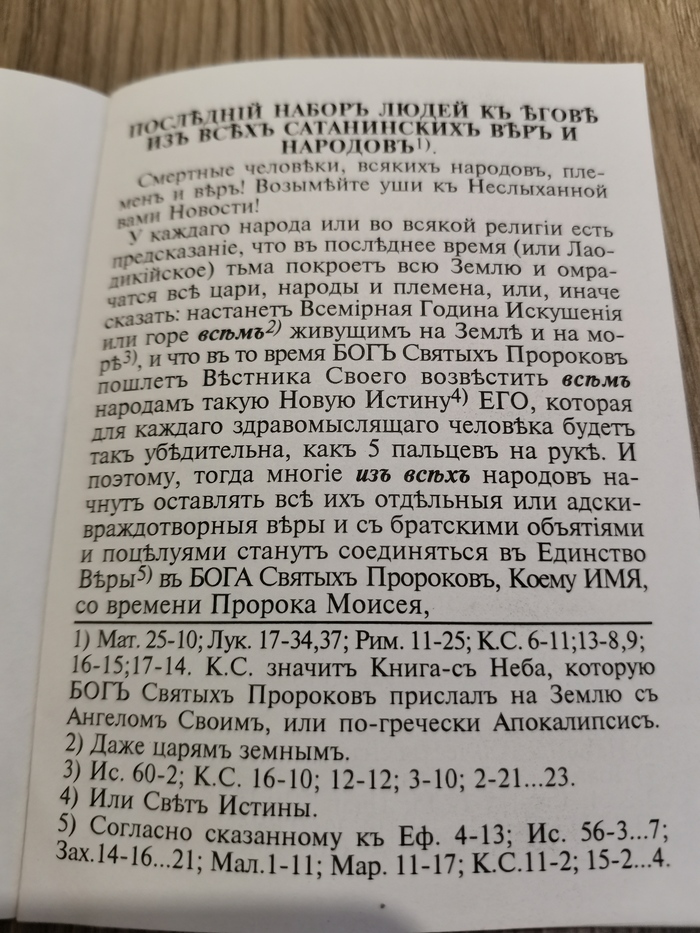 ПОСЛѢДНІЙ НАБОРЪ ЛЮДЕЙ КЪ ѢГОВѢ
ИЗЪ ВСѢХЪ САТАНИНСКИХЪ ВѢРЪ И
НАРОДОВЪ1).
Смертные человѣки, всякихъ народовъ, пле-
менъ и вѣръ! Возымѣйте уши къ Неслыханной
вами Новости!
У каждаго народа или во всякой религіи есть
предсказаніе, что въ послѣднее время (или Лао-
дикійское) тьма покроетъ всю Землю и омра-
чатся всѣ цари, народы и племена, или, иначе
сказать: настанетъ Всемірная Година Искушенія
или горе всѣмъ2) живущимъ на Землѣ и на мо-
рѣ3), и что въ то время БОГЪ Святыхъ Пророковъ
пошлетъ Вѣстника Своего возвѣстить всѣмъ
народамъ такую Новую Истину4) ЕГО, которая
для каждаго здравомыслящаго человѣка будетъ
такъ убѣдительна, какъ 5 пальцевъ на рукѣ. И
поэтому, тогда многіе изъ всѣхъ народовъ на-
чнутъ оставлять всѣ ихъ отдѣльныя или адски-
враждотворныя вѣры и съ братскими объятіями
и поцѣлуями станутъ соединяться въ Единство
Вѣры5) въ БОГА Святыхъ Пророковъ, Коему ИМЯ,
со времени Пророка Моисея,
1) Мат. 25-10; Лук. 17-34,37; Рим. 11-25; К.С. 6-11;13-8,9;
16-15;17-14. К.С. значитъ Книга-съ Неба, которую
БОГЪ Святыхъ Пророковъ прислалъ на Землю съ
Ангеломъ Своимъ, или по-гречески Апокалипсисъ.
2) Даже царямъ земнымъ.
3) Ис. 60-2; К.С. 16-10; 12-12; 3-10; 2-21...23.
4) Или Свѣтъ Истины.
5) Согласно сказанному къ Еф. 4-13; Ис. 56-3...7;
Зах.14-16...21; Мал.1-11; Мар. 11-17; К.С.11-2; 15-2...4.